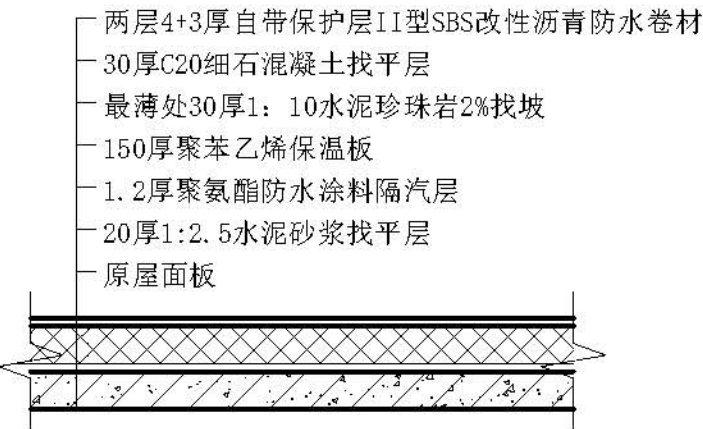 两层4+3厚自带保护层II型SBS改性沥青防水卷材
30厚C20细石混凝土找平层
最薄处30厚1：10水泥珍珠岩2%找坡
150厚聚苯乙烯保温板
1.2厚聚氨酯防水涂料隔汽层
20厚1:2.5水泥砂浆找平层
原屋面板